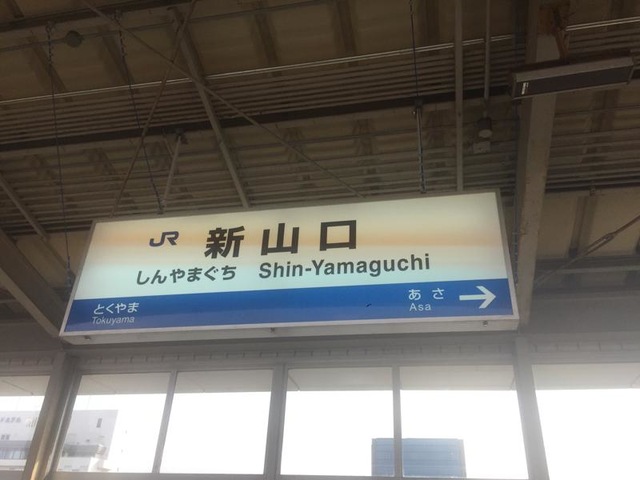 JR 新山口
しんやまぐち Shin-Yamaguchi
とくやま
Tokuyama
あさ
Asa